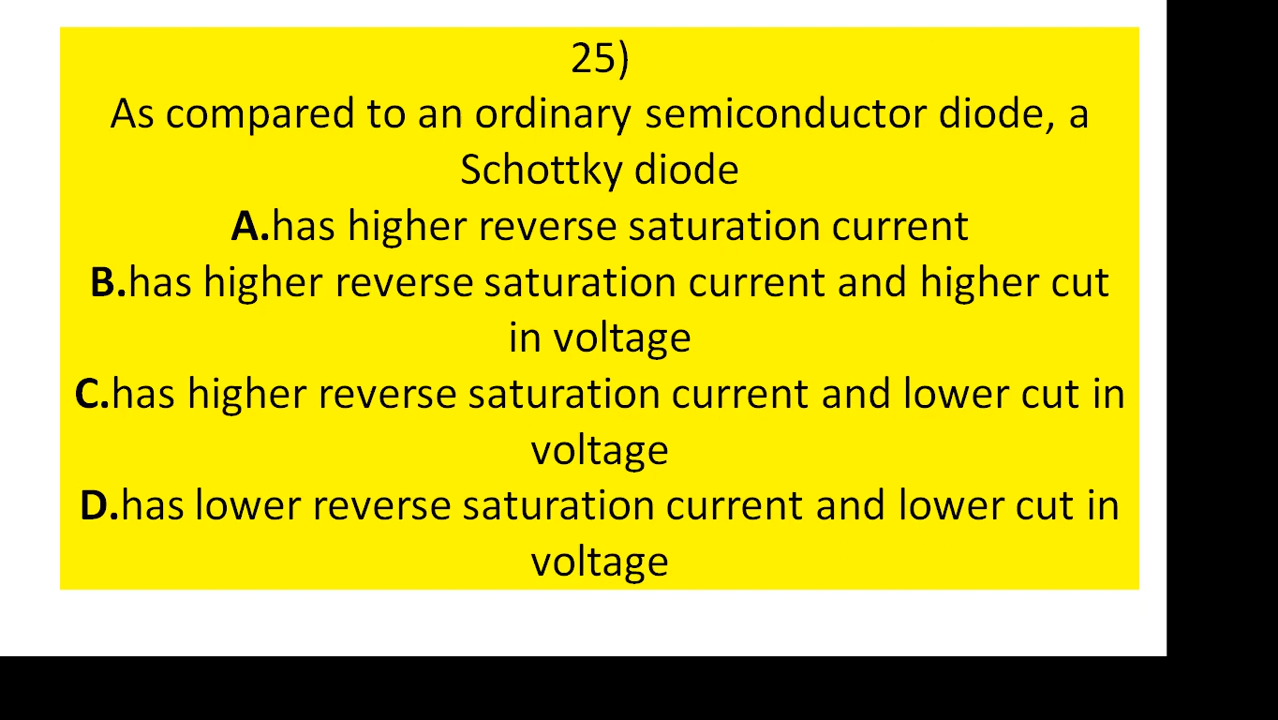 25)
As compared to an ordinary semiconductor diode, a
Schottky diode
A.has higher reverse saturation current
B.has higher reverse saturation current and higher cut
in voltage
C.has higher reverse saturation current and lower cut in
voltage
D.has lower reverse saturation current and lower cut in
voltage